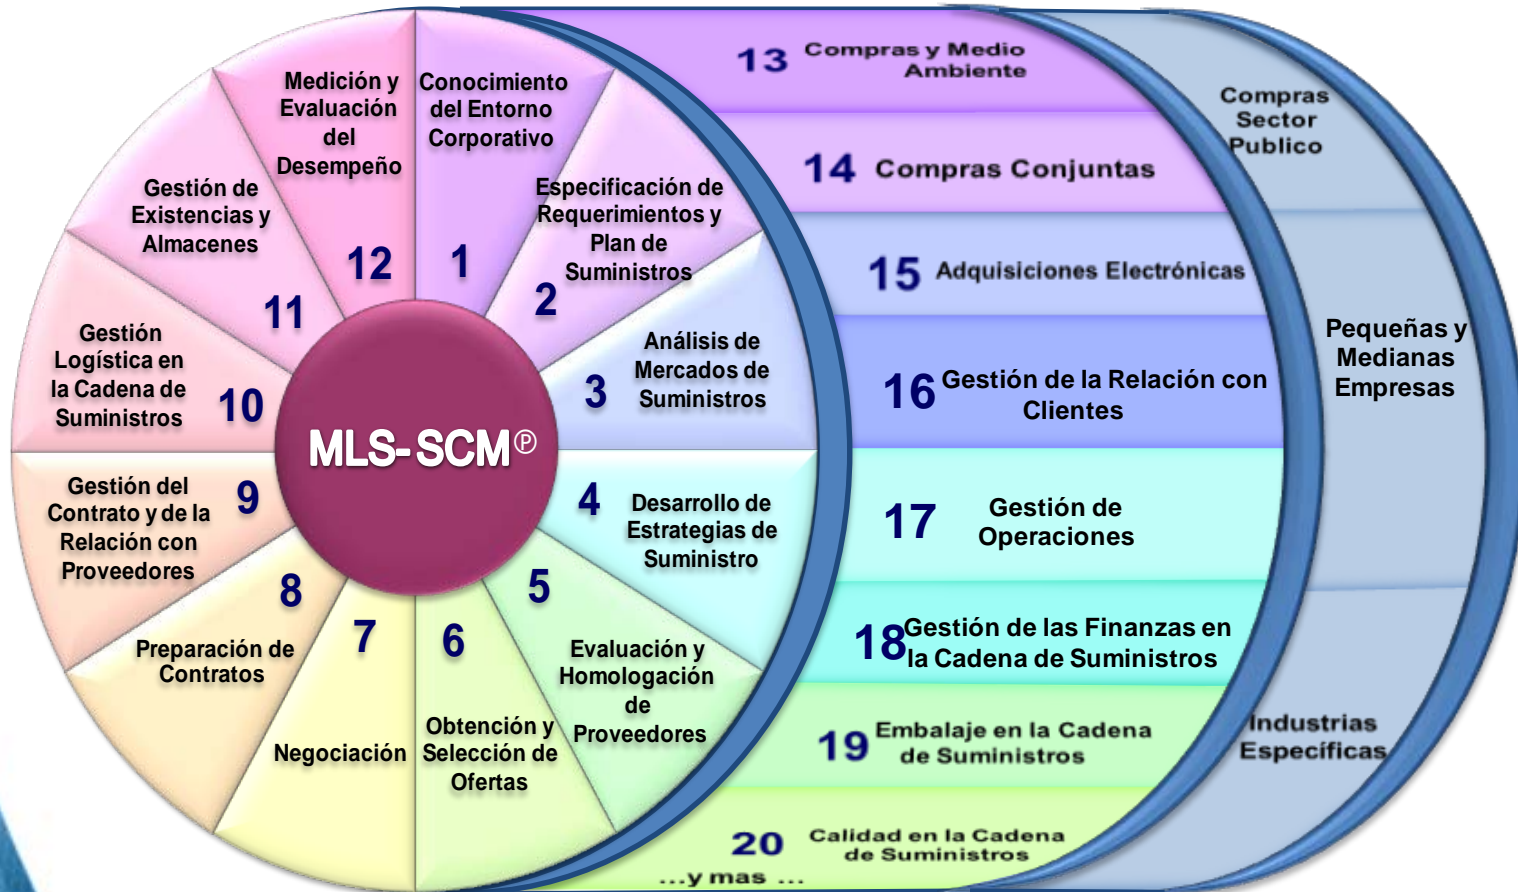 MLS-SCM℗
Conocimiento
del Entorno
Corporativo
1
Especificación de
Requerimientos y
Plan de
Suministros
2
Análisis de
Mercados de
Suministros
3
Desarrollo de
Estrategias de
Suministro
4
Evaluación y
Homologación
de
Proveedores
5
Obtención y
Selección de
Ofertas
6
Negociación
7
Preparación de
Contratos
8
Gestión del
Contrato y de la
Relación con
Proveedores
9
Gestión
Logística en
la Cadena de
Suministros
10
Gestión de
Existencias y
Almacenes
11
Medición y
Evaluación
del
Desempeño
12
13 Compras y Medio
Ambiente
14 Compras Conjuntas
15 Adquisiciones Electrónicas
16 Gestión de la Relación con
Clientes
17 Gestión de
Operaciones
18 Gestión de las Finanzas en
la Cadena de Suministros
19 Embalaje en la Cadena
de Suministros
20 Calidad en la Cadena
de Suministros
...y mas ...
Compras
Sector
Publico
Pequeñas y
Medianas
Empresas
Industrias
Específicas